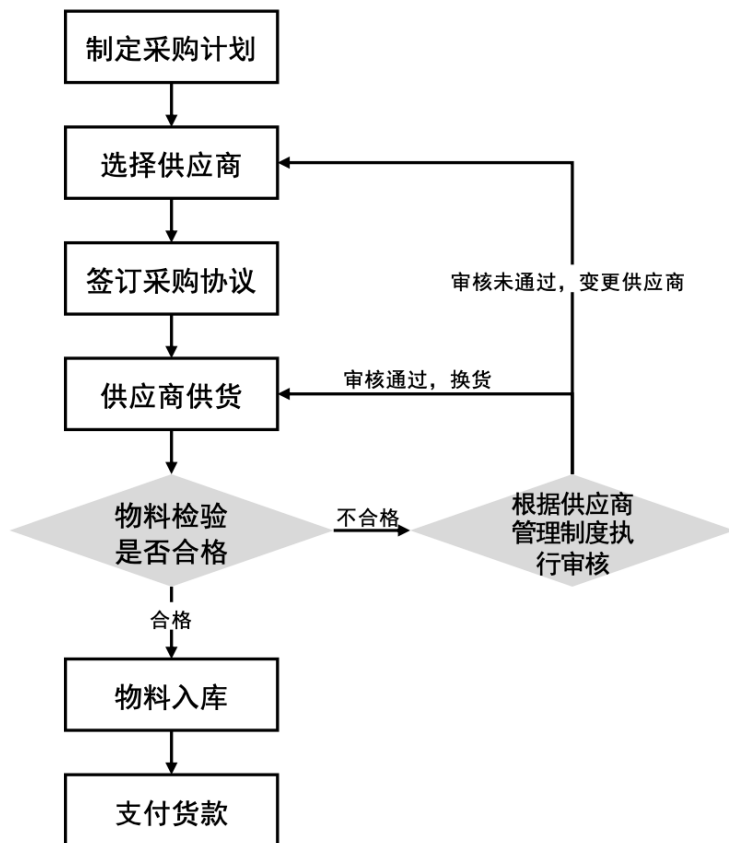 制定采购计划
选择供应商
签订采购协议
审核未通过，变更供应商
审核通过，换货
供应商供货
物料检验
是否合格
不合格
根据供应商
管理制度执
行审核
合格
物料入库
支付货款